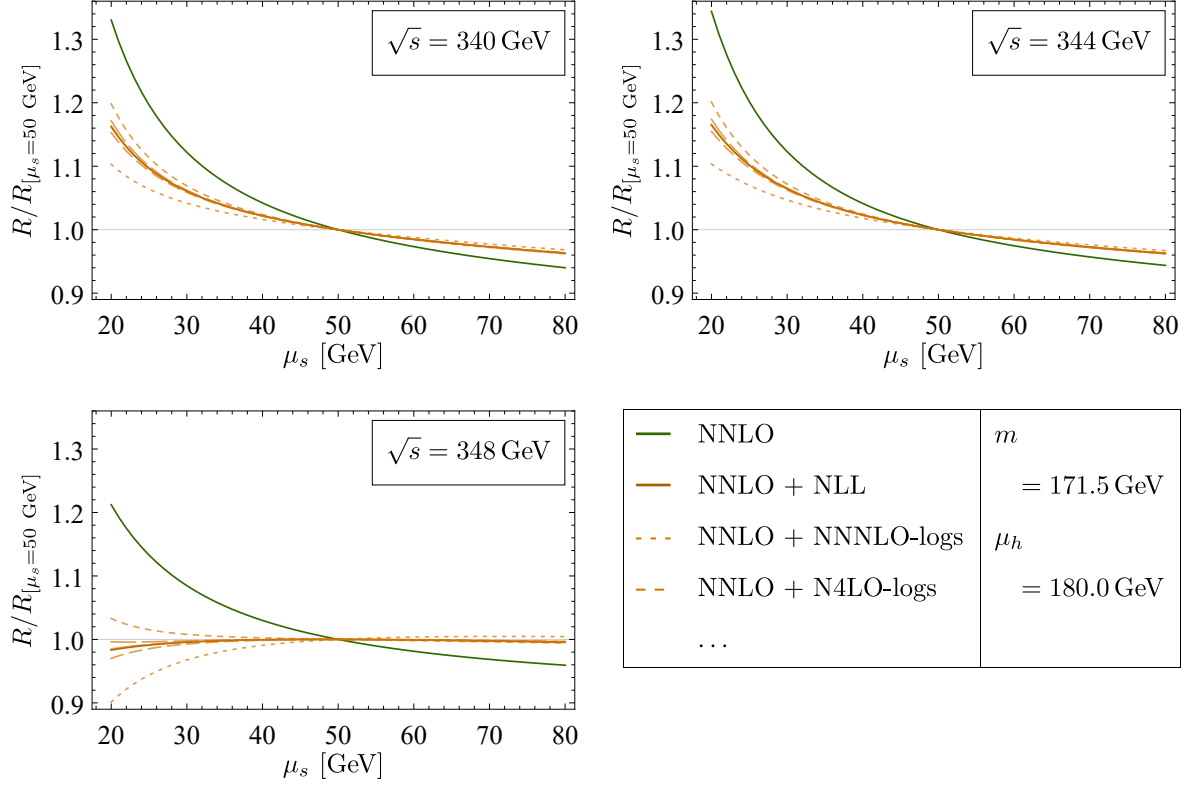 √s = 340 GeV
R/R[μs=50 GeV]
1.3
1.2
1.1
1.0
0.9
20 30 40 50 60 70 80
μs [GeV]
√s = 344 GeV
R/R[μs=50 GeV]
1.3
1.2
1.1
1.0
0.9
20 30 40 50 60 70 80
μs [GeV]
√s = 348 GeV
R/R[μs=50 GeV]
1.3
1.2
1.1
1.0
0.9
20 30 40 50 60 70 80
μs [GeV]
NNLO m
NNLO + NLL = 171.5 GeV
NNLO + NNNLO-logs μh
NNLO + N4LO-logs = 180.0 GeV
...